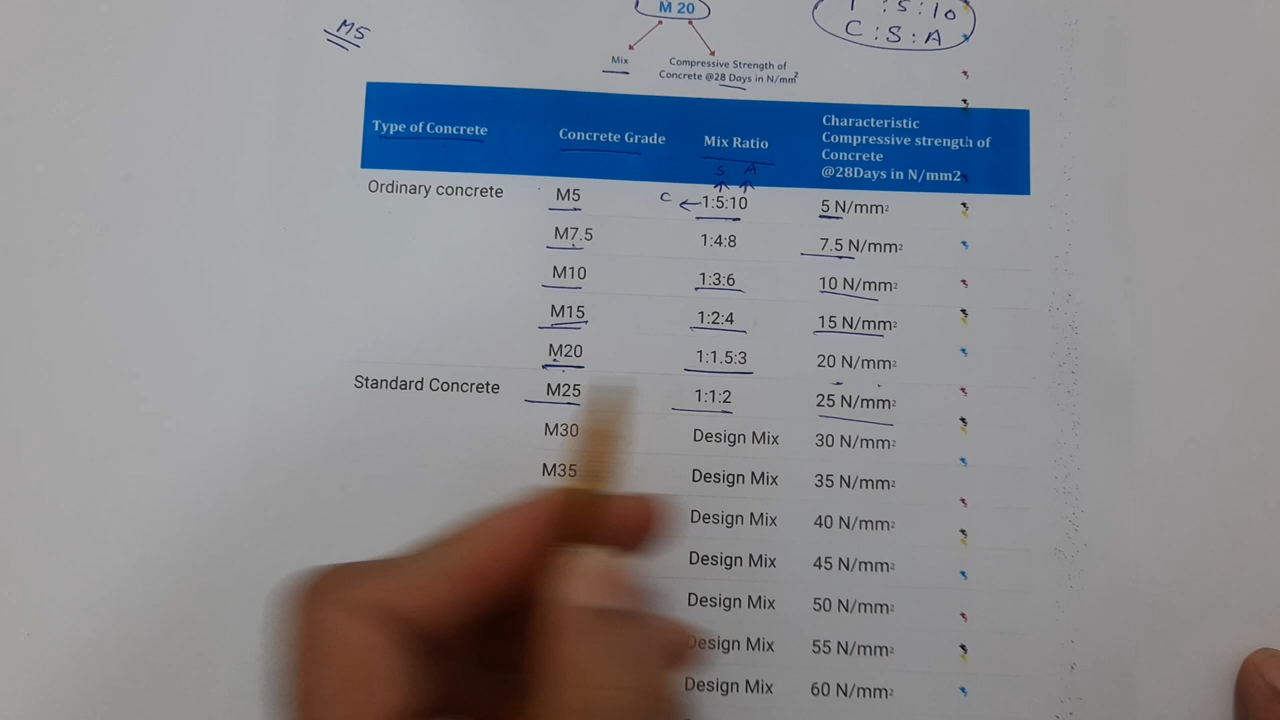 M 20
1 : 5 : 10
M5
C : S : A
Mix
Compressive Strength of
Concrete @28 Days in N/mm2
Type of Concrete
Concrete Grade
Mix Ratio
Characteristic
Compressive strength of
Concrete
@28Days in N/mm2
S A
Ordinary concrete M5 C 1:5:10 5 N/mm2
M7.5 1:4:8 7.5 N/mm2
M10 1:3:6 10 N/mm2
M15 1:2:4 15 N/mm2
M20 1:1.5:3 20 N/mm2
Standard Concrete M25 1:1:2 25 N/mm2
M30 Design Mix 30 N/mm2
M35 Design Mix 35 N/mm2
Design Mix 40 N/mm2
Design Mix 45 N/mm2
Design Mix 50 N/mm2
Design Mix 55 N/mm2
Design Mix 60 N/mm2